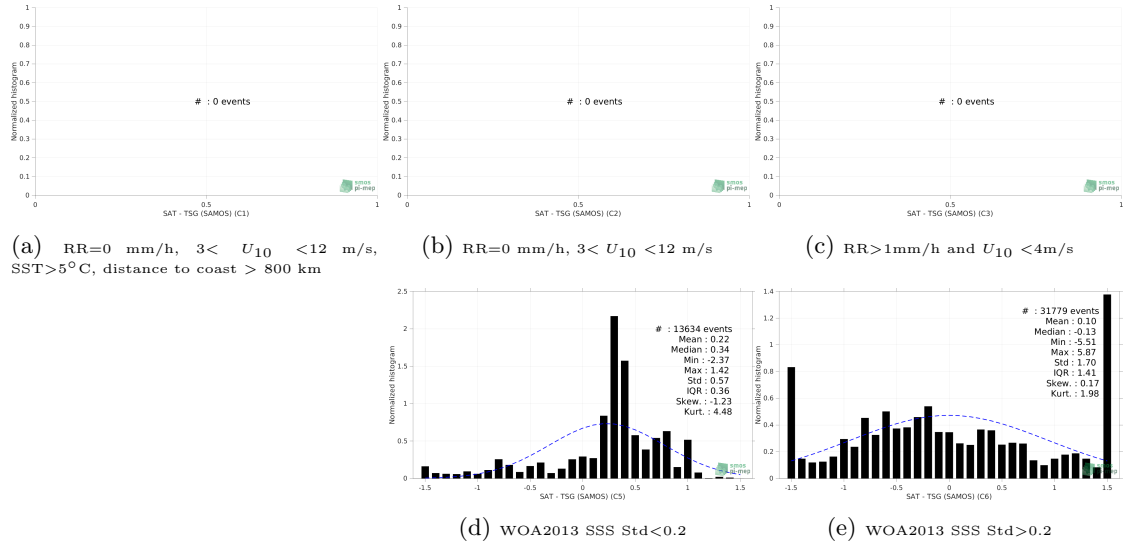 1
0.9
0.8
0.7
0.6
0.5
0.4
0.3
0.2
0.1
0
Normalized histogram
# : 0 events
smos
pi-mep
0 0.5 1
SAT - TSG (SAMOS) (C1)
1
0.9
0.8
0.7
0.6
0.5
0.4
0.3
0.2
0.1
0
Normalized histogram
# : 0 events
smos
pi-mep
0 0.5 1
SAT - TSG (SAMOS) (C2)
1
0.9
0.8
0.7
0.6
0.5
0.4
0.3
0.2
0.1
0
Normalized histogram
# : 0 events
smos
pi-mep
0 0.5 1
SAT - TSG (SAMOS) (C3)
(a) RR=0 mm/h, 3< U10 <12 m/s,
SST>5°C, distance to coast > 800 km
(b) RR=0 mm/h, 3< U10 <12 m/s
(c) RR>1mm/h and U10 <4m/s
2.5
2
1.5
1
0.5
0
Normalized histogram
# : 13634 events
Mean : 0.22
Median : 0.34
Min : -2.37
Max : 1.42
Std : 0.57
IQR : 0.36
Skew. : -1.23
Kurt. : 4.48
smos
pi-mep
-1.5 -1 -0.5 0 0.5 1 1.5
SAT - TSG (SAMOS) (C5)
1.4
1.2
1
0.8
0.6
0.4
0.2
0
Normalized histogram
# : 31779 events
Mean : 0.10
Median : -0.13
Min : -5.51
Max : 5.87
Std : 1.70
IQR : 1.41
Skew. : 0.17
Kurt. : 1.98
smos
pi-mep
-1.5 -1 -0.5 0 0.5 1 1.5
SAT - TSG (SAMOS) (C6)
(d) WOA2013 SSS Std<0.2
(e) WOA2013 SSS Std>0.2